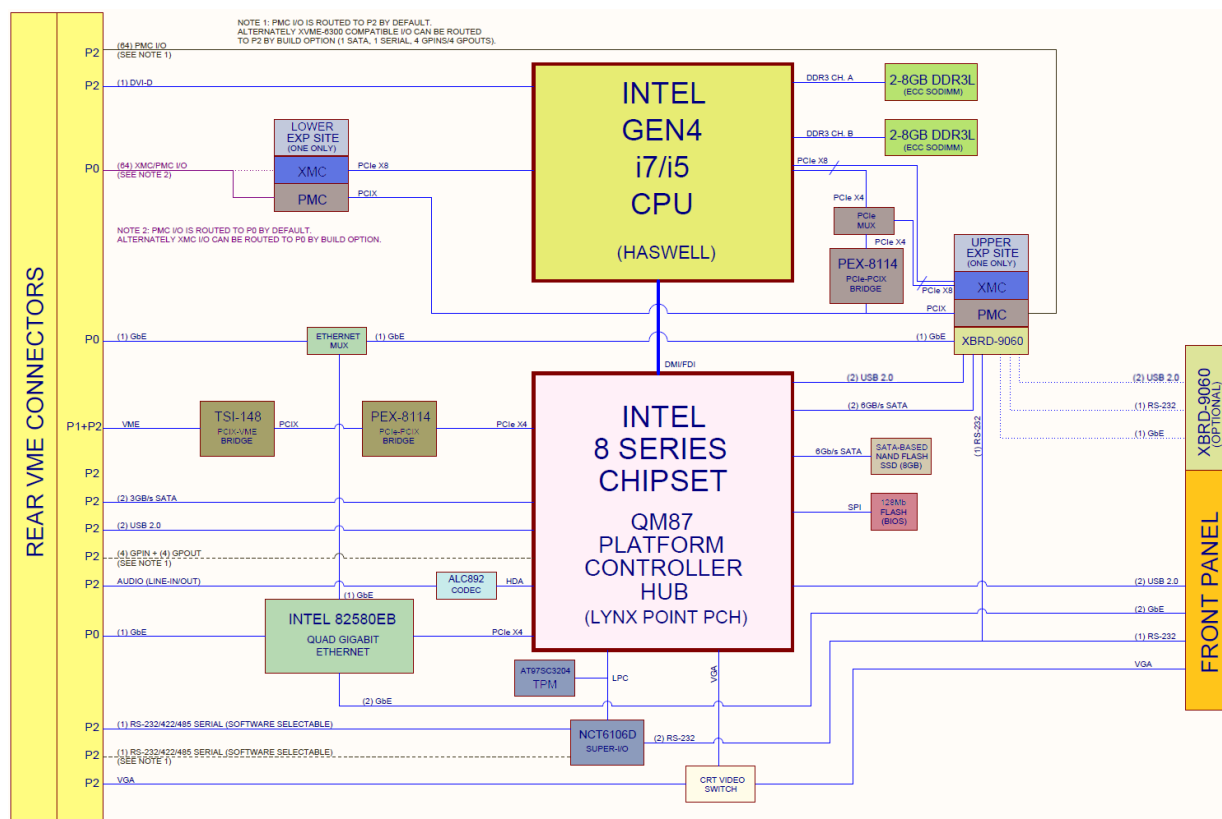 NOTE 1: PMC I/O IS ROUTED TO P2 BY DEFAULT.
ALTERNATELY XVME-6300 COMPATIBLE I/O CAN BE ROUTED
TO P2 BY BUILD OPTION (1 SATA, 1 SERIAL, 4 GPINS/4 GPOUTS).
REAR VME CONNECTORS
P2
(64) PMC I/O
(SEE NOTE 1)
P2
(1) DVI-D
INTEL
GEN4
i7/i5
CPU
(HASWELL)
DDR3 CH. A
2-8GB DDR3L
(ECC SODIMM)
DDR3 CH. B
2-8GB DDR3L
(ECC SODIMM)
LOWER
EXP SITE
(ONE ONLY)
XMC
PMC
P0
(64) XMC/PMC I/O
(SEE NOTE 2)
PCIe X8
PCIX
PCIe X8
PCIe X4
PCIe
MUX
PCIe X4
PEX-8114
PCIe-PCIX
BRIDGE
NOTE 2: PMC I/O IS ROUTED TO P0 BY DEFAULT.
ALTERNATELY XMC I/O CAN BE ROUTED TO P0 BY BUILD OPTION.
UPPER
EXP SITE
(ONE ONLY)
XMC
PMC
XBRD-9060
PCIe X8
PCIX
P0
(1) GbE
ETHERNET
MUX
(1) GbE
(1) GbE
DMI/FDI
P1+P2
VME
TSI-148
PCIX-VME
BRIDGE
PCIX
PEX-8114
PCIe-PCIX
BRIDGE
PCIe X4
INTEL
8 SERIES
CHIPSET
QM87
PLATFORM
CONTROLLER
HUB
(LYNX POINT PCH)
(2) USB 2.0
(2) 6GB/s SATA
(1) RS-232
(2) USB 2.0
(1) RS-232
(1) GbE
XBRD-9060
(OPTIONAL)
6Gb/s SATA
SATA-BASED
NAND FLASH
SSD (8GB)
SPI
128Mb
FLASH
(BIOS)
P2
P2
(2) 3GB/s SATA
P2
(2) USB 2.0
P2
(4) GPIN + (4) GPOUT
(SEE NOTE 1)
P2
AUDIO (LINE-IN/OUT)
ALC892
CODEC
HDA
(1) GbE
P0
(1) GbE
INTEL 82580EB
QUAD GIGABIT
ETHERNET
PCIe X4
(2) USB 2.0
(2) GbE
(1) RS-232
VGA
FRONT PANEL
AT97SC3204
TPM
LPC
VGA
(2) GbE
P2
(1) RS-232/422/485 SERIAL (SOFTWARE SELECTABLE)
NCT6106D
SUPER-I/O
(2) RS-232
P2
(1) RS-232/422/485 SERIAL (SOFTWARE SELECTABLE)
(SEE NOTE 1)
P2
VGA
CRT VIDEO
SWITCH